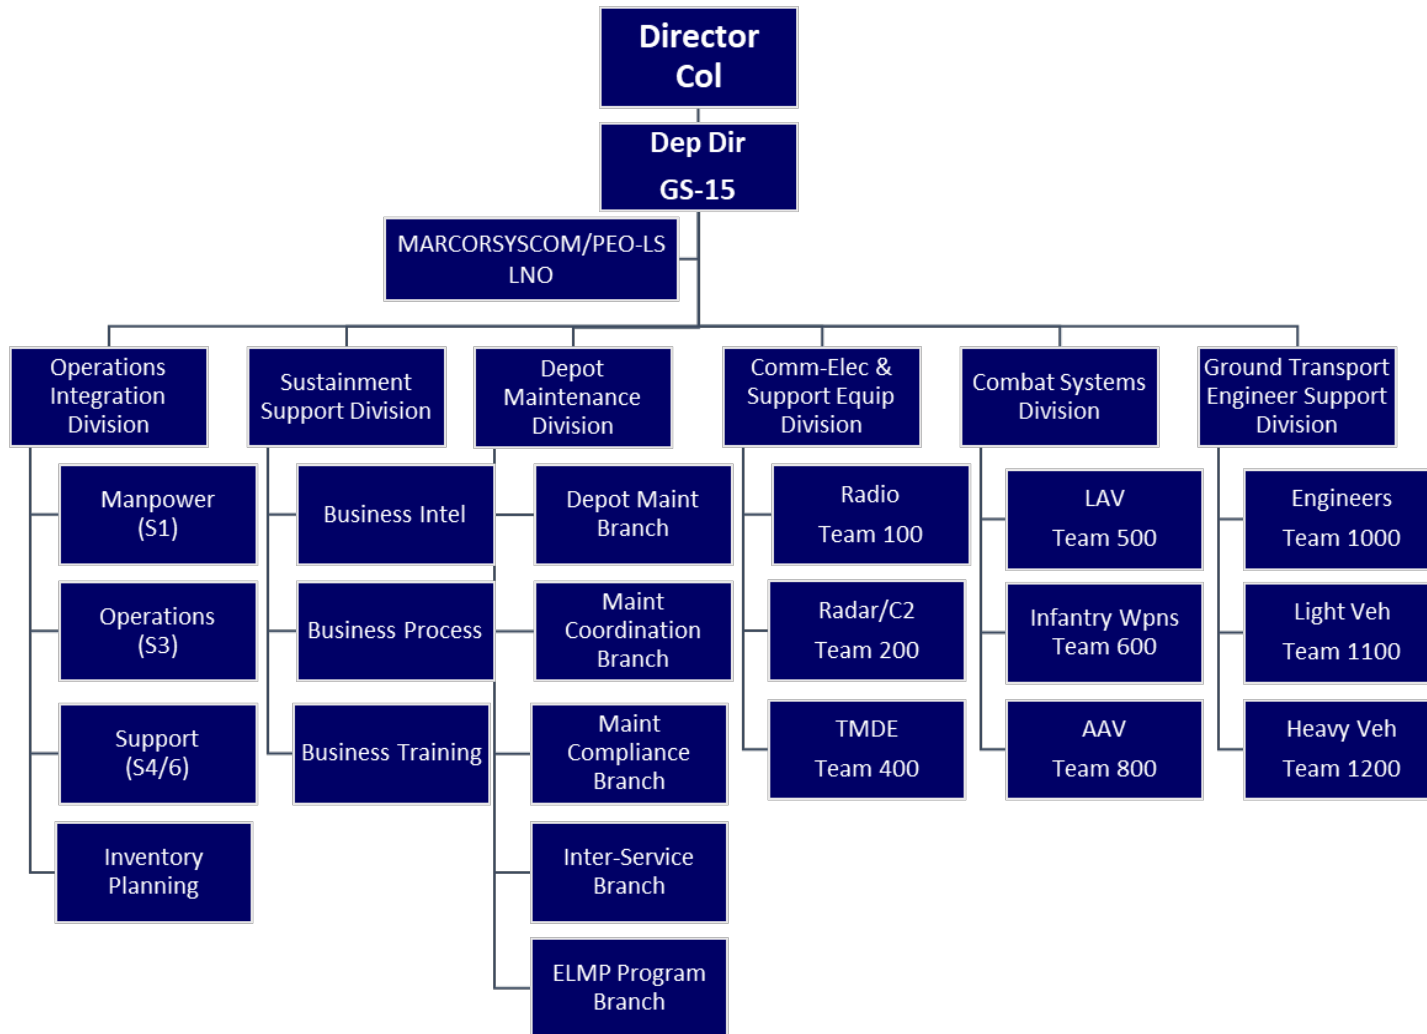 Director
Col
Dep Dir
GS-15
MARCORSYSCOM/PEO-LS
LNO
Operations
Integration
Division
Sustainment
Support Division
Depot
Maintenance
Division
Comm-Elec &
Support Equip
Division
Combat Systems
Division
Ground Transport
Engineer Support
Division
Manpower
(S1)
Operations
(S3)
Support
(S4/6)
Inventory
Planning
Business Intel
Business Process
Business Training
Depot Maint
Branch
Maint
Coordination
Branch
Maint
Compliance
Branch
Inter-Service
Branch
ELMP Program
Branch
Radio
Team 100
Radar/C2
Team 200
TMDE
Team 400
LAV
Team 500
Infantry Wpns
Team 600
AAV
Team 800
Engineers
Team 1000
Light Veh
Team 1100
Heavy Veh
Team 1200